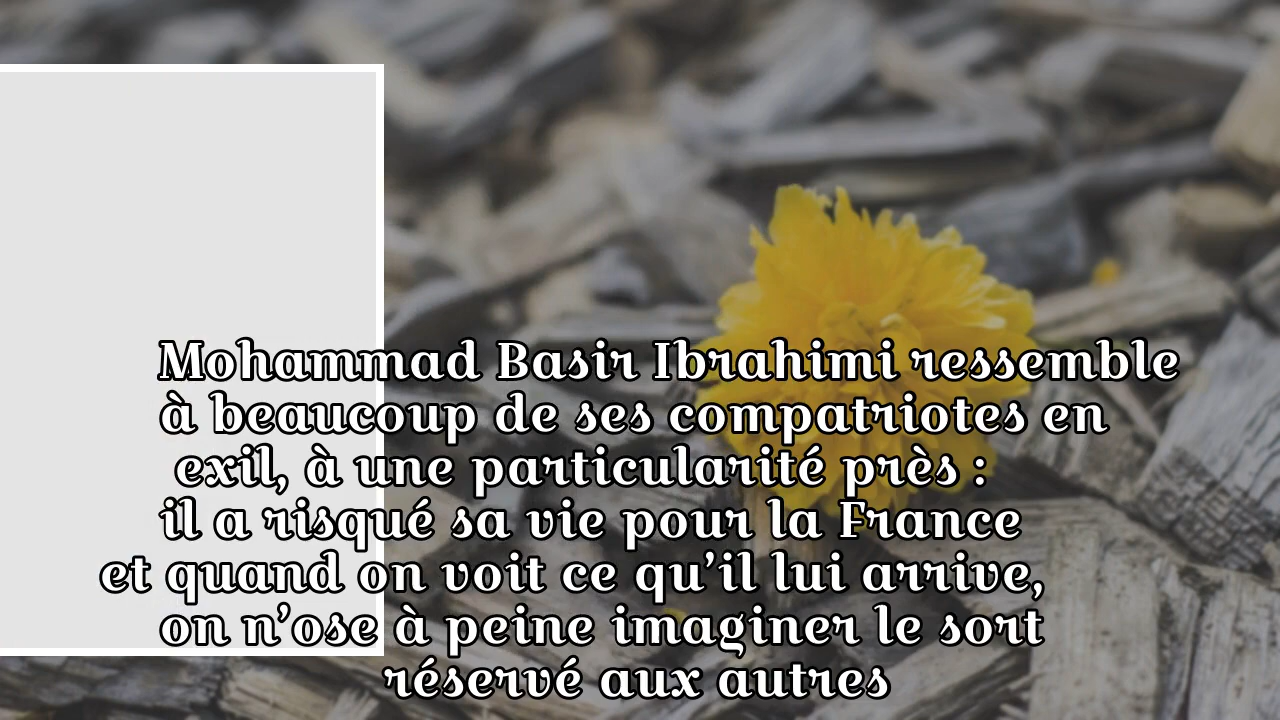 Mohammad Basir Ibrahimi ressemble
à beaucoup de ses compatriotes en
exil, à une particularité près :
il a risqué sa vie pour la France
et quand on voit ce qu’il lui arrive,
on n’ose à peine imaginer le sort
réservé aux autres